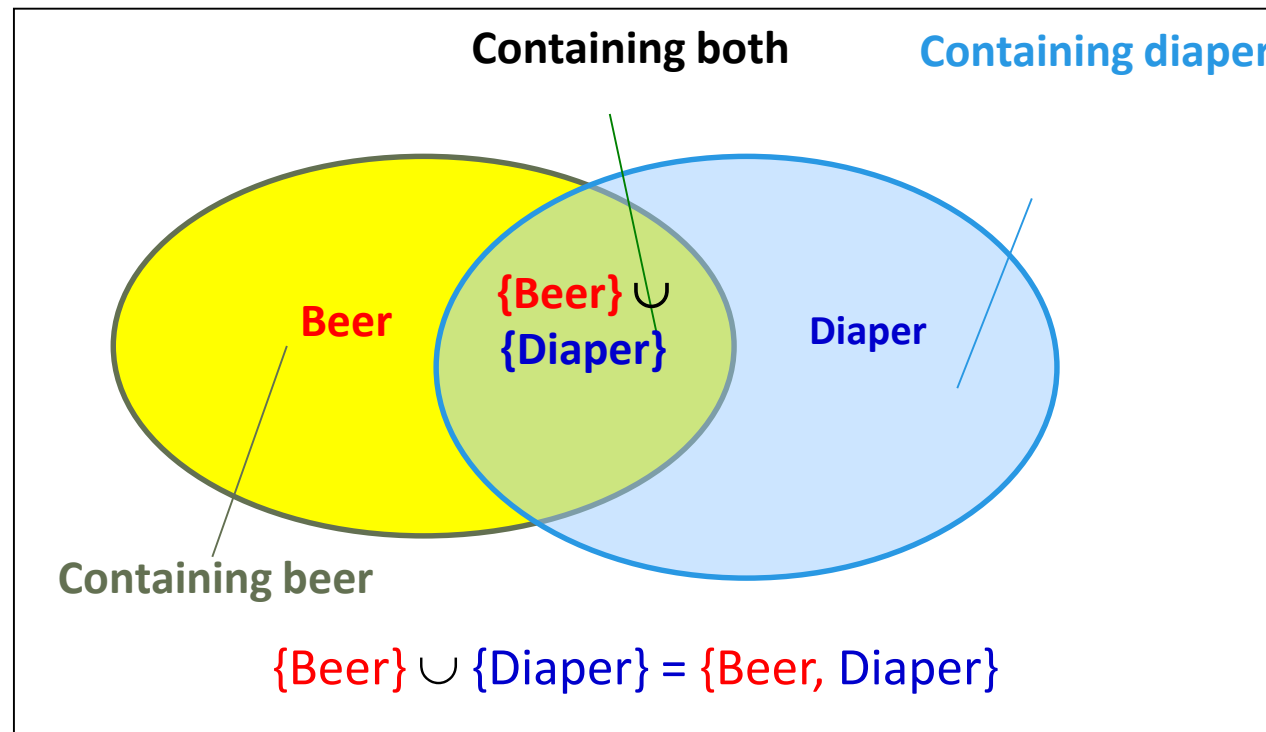 Containing both
Containing diaper
{Beer} ∪
{Diaper}
Beer
Diaper
Containing beer
{Beer} ∪ {Diaper} = {Beer, Diaper}